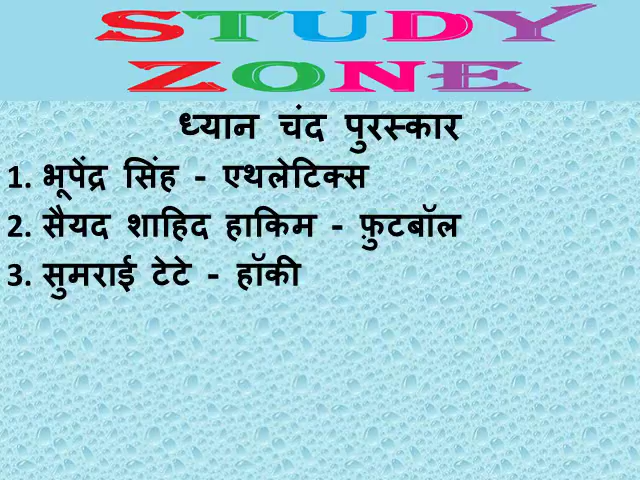 STUDY
ZONE
ध्यान चंद पुरस्कार
1. भूपेंद्र सिंह - एथलेटिक्स
2. सैयद शाहिद हाकिम - फ़ुटबॉल
3. सुमराई टेटे - हॉकी